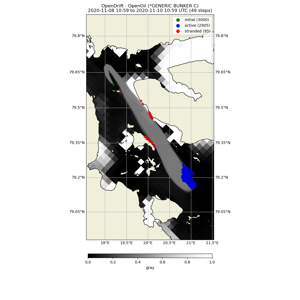 OpenDrift - OpenOil (*GENERIC BUNKER C)
2020-11-08 10:59 to 2020-11-10 10:59 UTC (49 steps)
initial (3000)
active (2905)
stranded (95)
79.8°N
79.65°N
79.5°N
79.35°N
79.2°N
79.05°N
79.8°N
79.65°N
79.5°N
79.35°N
79.2°N
79.05°N
19°E
19.5°E
20°E
20.5°E
21°E
21.5°E
0.0
0.2
0.4
0.6
0.8
1.0
gray